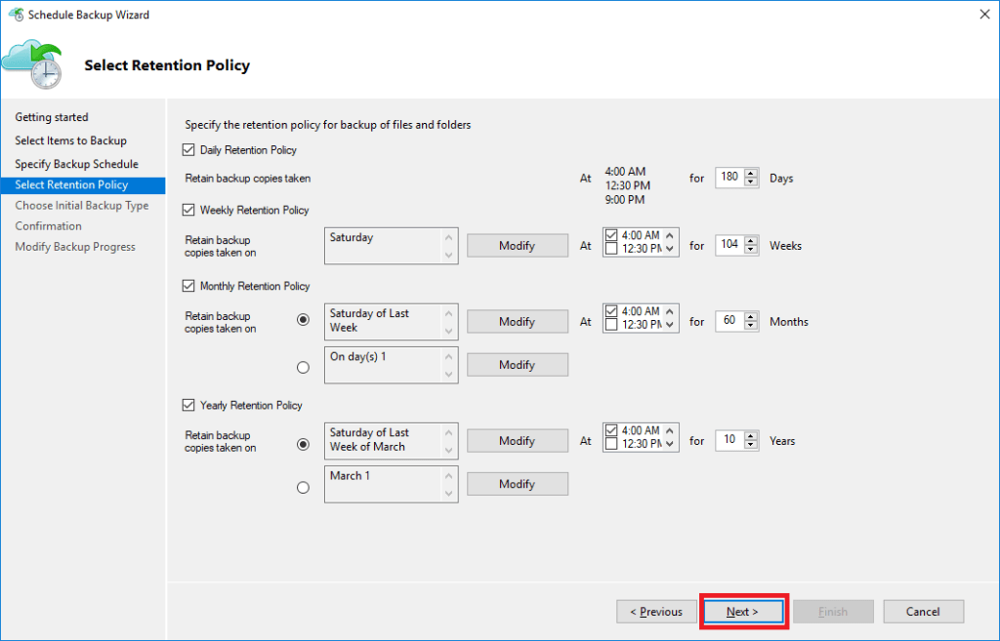 Schedule Backup Wizard
Select Retention Policy
Getting started
Select Items to Backup
Specify Backup Schedule
Select Retention Policy
Choose Initial Backup Type
Confirmation
Modify Backup Progress
Specify the retention policy for backup of files and folders
Daily Retention Policy
Retain backup copies taken
At
4:00 AM
12:30 PM
9:00 PM
for
180
Days
Weekly Retention Policy
Retain backup
copies taken on
Saturday
Modify
At
4:00 AM
12:30 PM
for
104
Weeks
Monthly Retention Policy
Retain backup
copies taken on
Saturday of Last
Week
Modify
At
4:00 AM
12:30 PM
for
60
Months
On day(s) 1
Modify
Yearly Retention Policy
Retain backup
copies taken on
Saturday of Last
Week of March
Modify
At
4:00 AM
12:30 PM
for
10
Years
March 1
Modify
< Previous
Next >
Finish
Cancel